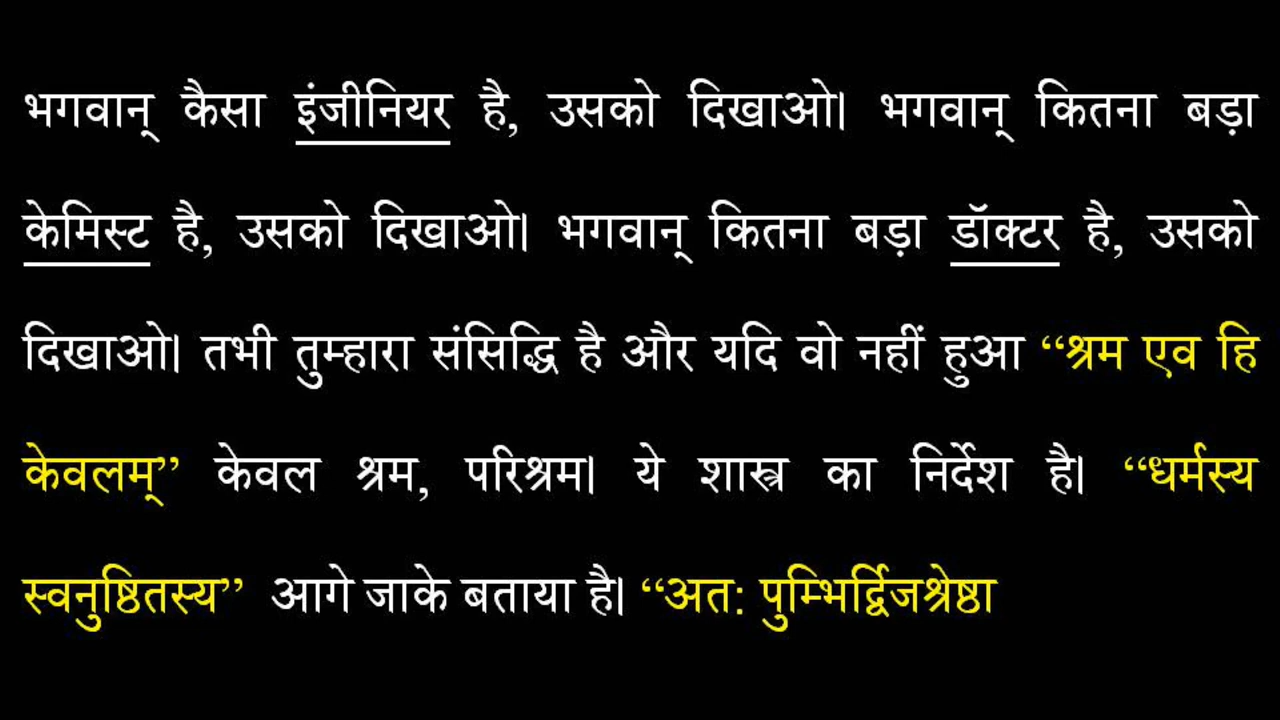 भगवान् कैसा इंजीनियर है, उसको दिखाओ। भगवान् कितना बड़ा
केमिस्ट है, उसको दिखाओ। भगवान् कितना बड़ा डॉक्टर है, उसको
दिखाओ। तभी तुम्हारा संसिद्धि है और यदि वो नहीं हुआ “श्रम एव हि
केवलम्” केवल श्रम, परिश्रम। ये शास्त्र का निर्देश है। “धर्मस्य
स्वनुष्ठितस्य” आगे जाके बताया है। “अत: पुम्भिर्द्विजश्रेष्ठा